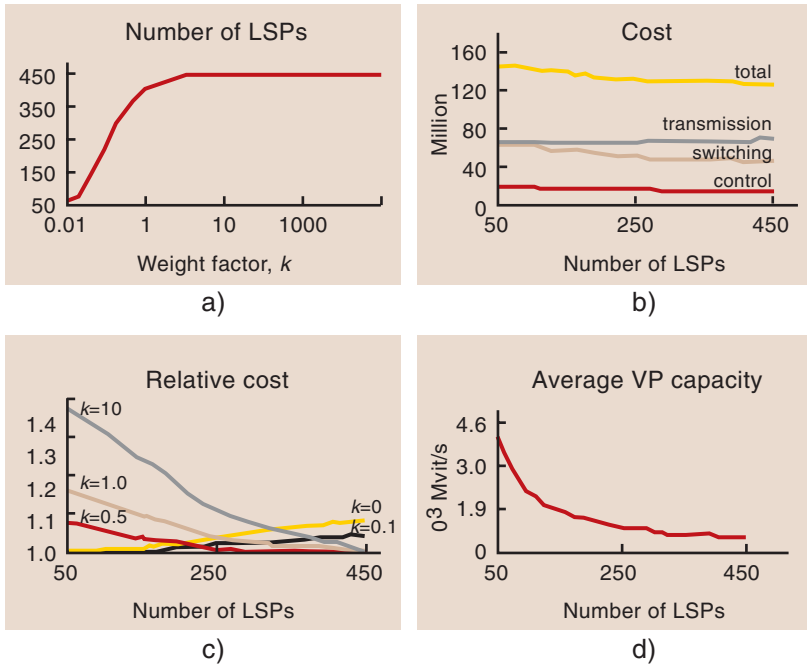 Number of LSPs
450
350
250
150
50
0.01
1
10
1000
Weight factor, k
a)
Cost
160
120
80
40
0
Million
total
transmission
switching
control
50
250
450
Number of LSPs
b)
Relative cost
1.4
1.3
1.2
1.1
1.0
k=10
k=1.0
k=0.5
k=0
k=0.1
50
250
450
Number of LSPs
c)
Average VP capacity
4.6
3.0
1.9
0
03 Mvit/s
50
250
450
Number of LSPs
d)